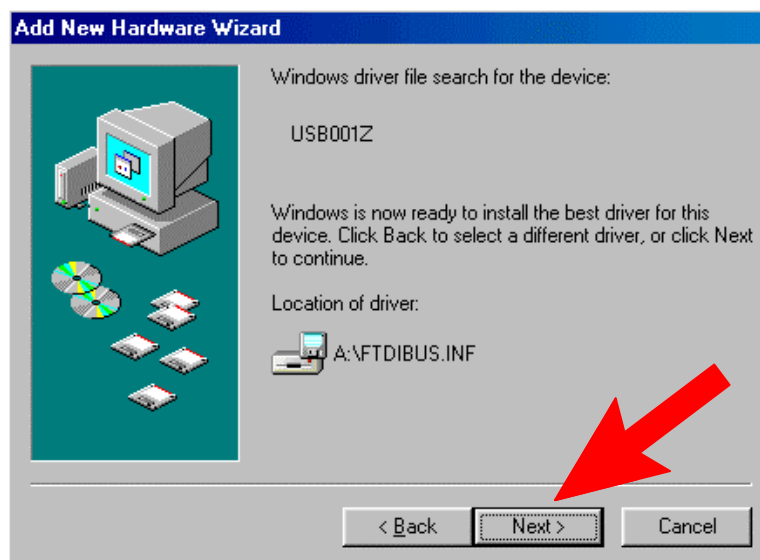 Add New Hardware Wizard
Windows driver file search for the device:
USB001Z
Windows is now ready to install the best driver for this
device. Click Back to select a different driver, or click Next
to continue.
Location of driver:
A:\FTDIBUS.INF
< Back
Next >
Cancel